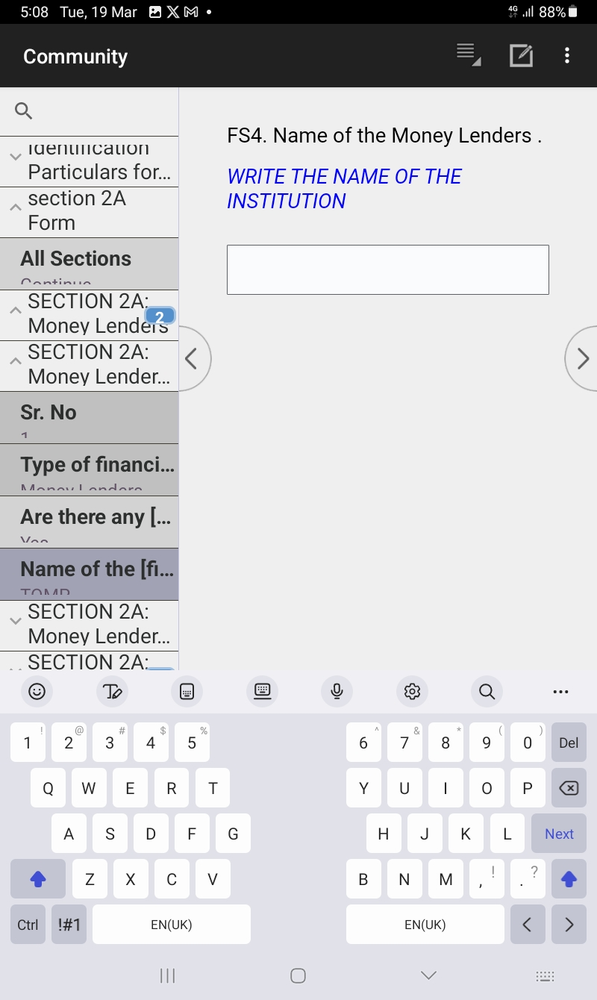 5:08 Tue, 19 Mar 4G 88%
Community
Identification
Particulars for...
section 2A
Form
All Sections
Continue
SECTION 2A:
Money Lenders
2
SECTION 2A:
Money Lender...
Sr. No
1
Type of financi...
Money Lenders
Are there any [...
Yes
Name of the [fi...
SECTION 2A:
Money Lender...
SECTION 2A:
FS4. Name of the Money Lenders .
WRITE THE NAME OF THE
INSTITUTION
1 ! 2 @ 3 # 4 $ 5 % 6 ^ 7 & 8 * 9 ( 0 ) Del
Q W E R T Y U I O P
A S D F G H J K L Next
Z X C V B N M , ! . ?
Ctrl !#1 EN(UK) EN(UK) < >